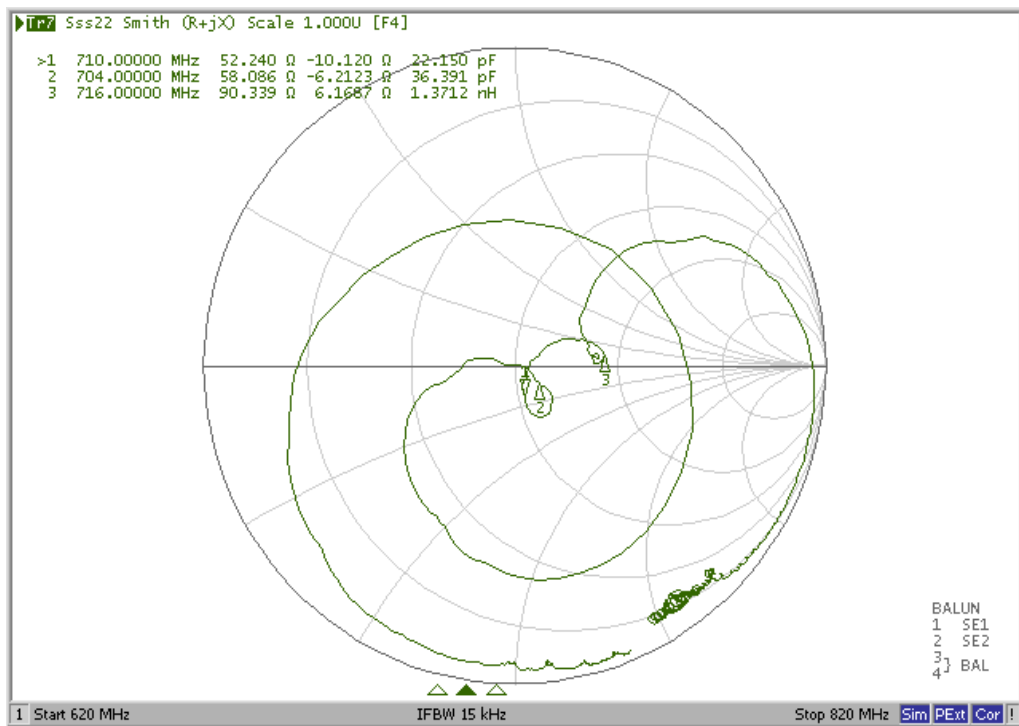 Tr7 Sss22 Smith (R+jX) Scale 1.000U [F4]
>1 710.00000 MHz 52.240 Ω -10.120 Ω 22.150 pF
2 704.00000 MHz 58.086 Ω -6.2123 Ω 36.391 pF
3 716.00000 MHz 90.339 Ω 6.1687 Ω 1.3712 nH
1
2
3
BALUN
1 SE1
2 SE2
3
4} BAL
1 Start 620 MHz IFBW 15 kHz Stop 820 MHz Sim PExt Cor !